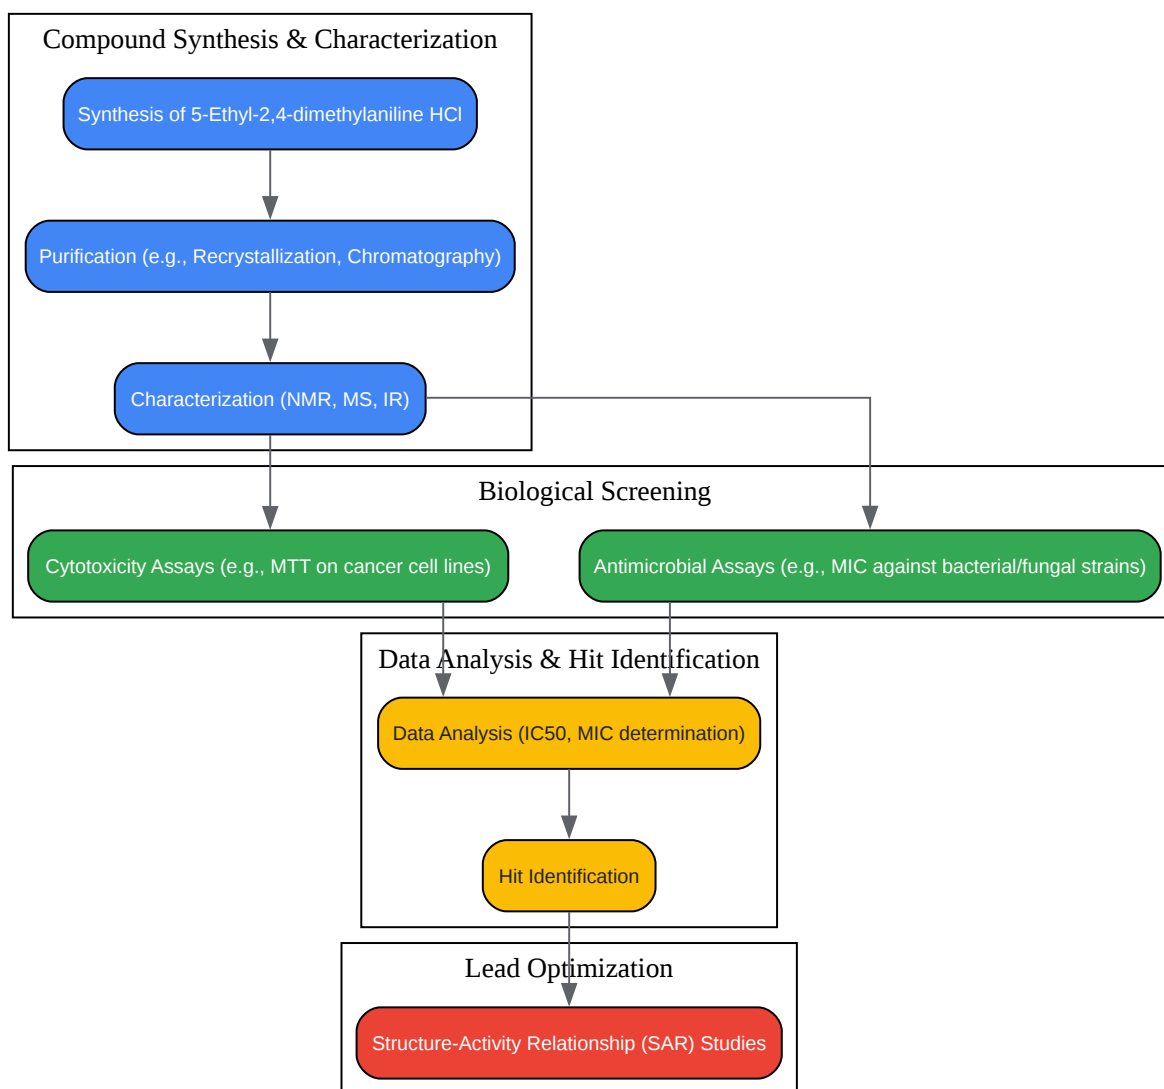 Compound Synthesis & Characterization
Synthesis of 5-Ethyl-2,4-dimethylaniline HCl
Purification (e.g., Recrystallization, Chromatography)
Characterization (NMR, MS, IR)
Biological Screening
Cytotoxicity Assays (e.g., MTT on cancer cell lines)
Antimicrobial Assays (e.g., MIC against bacterial/fungal strains)
Data Analysis & Hit Identification
Data Analysis (IC50, MIC determination)
Hit Identification
Lead Optimization
Structure-Activity Relationship (SAR) Studies